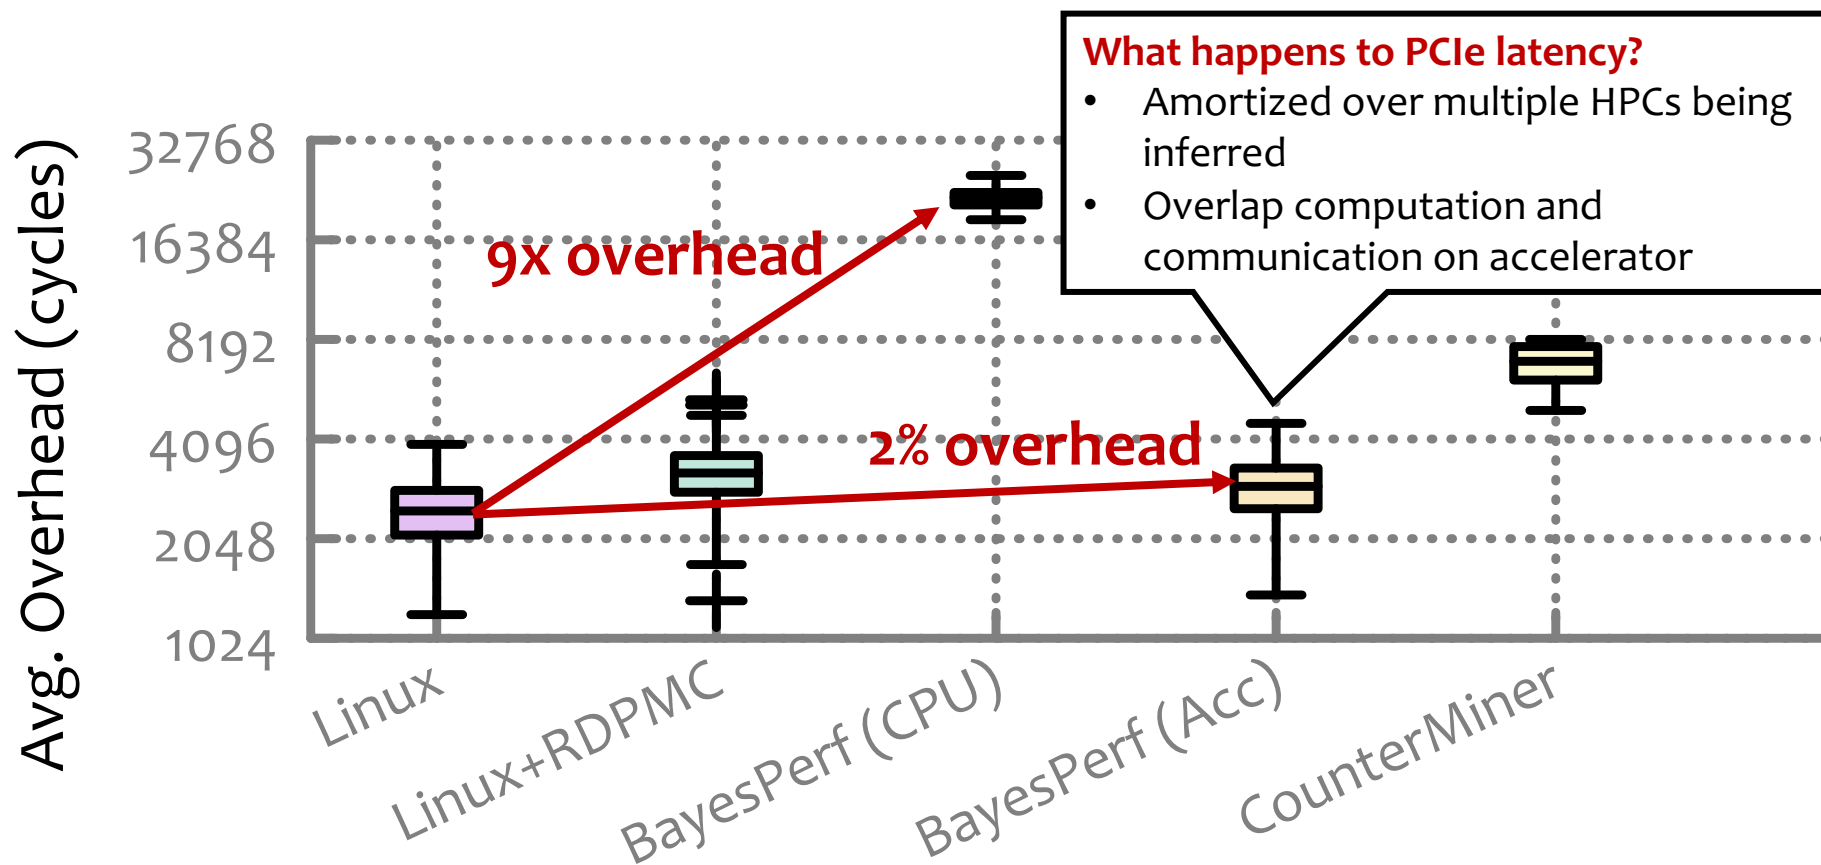 What happens to PCIe latency?
• Amortized over multiple HPCs being
inferred
• Overlap computation and
communication on accelerator
Avg. Overhead (cycles)
32768
16384
8192
4096
2048
1024
9x overhead
2% overhead
Linux
Linux+RDPMC
BayesPerf (CPU)
BayesPerf (Acc)
CounterMiner